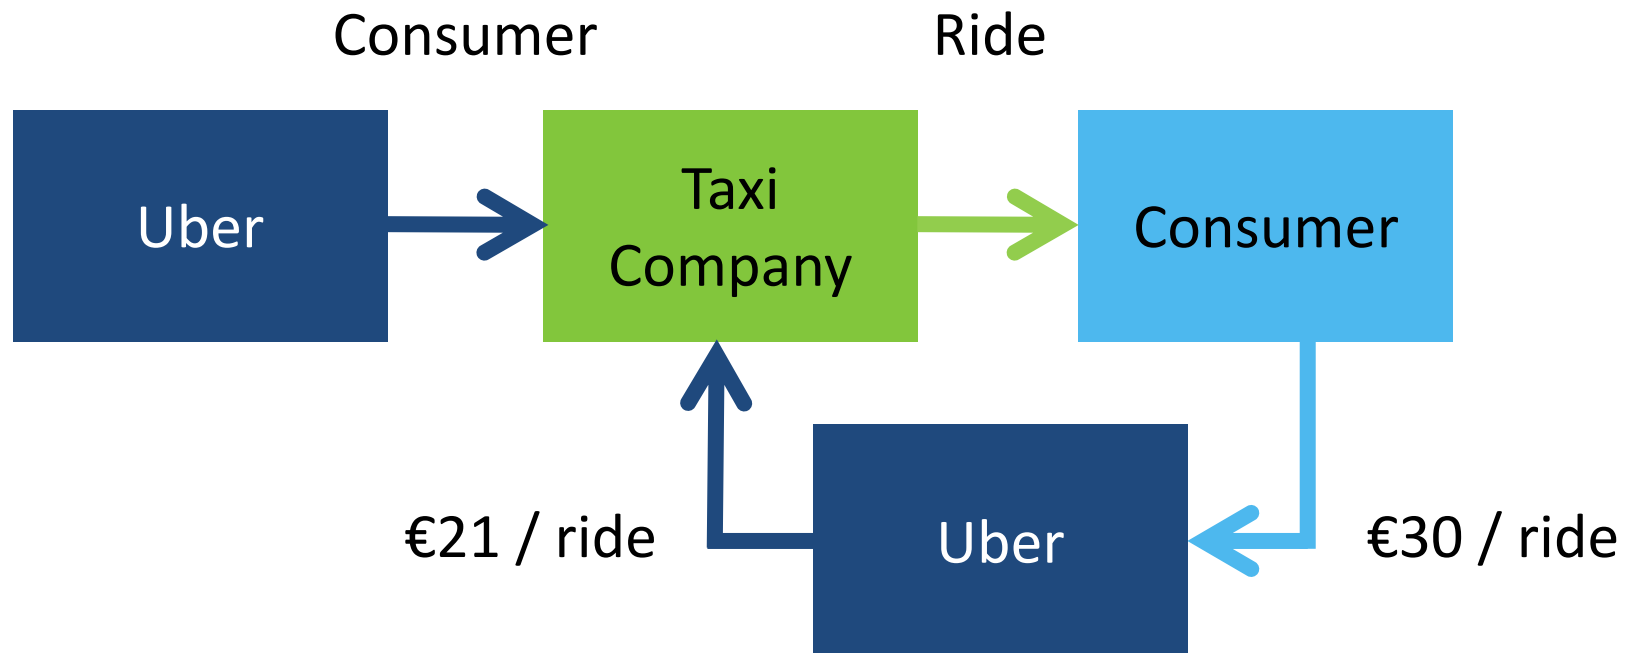 Consumer
Ride
Uber
Taxi
Company
Consumer
€21 / ride
Uber
€30 / ride